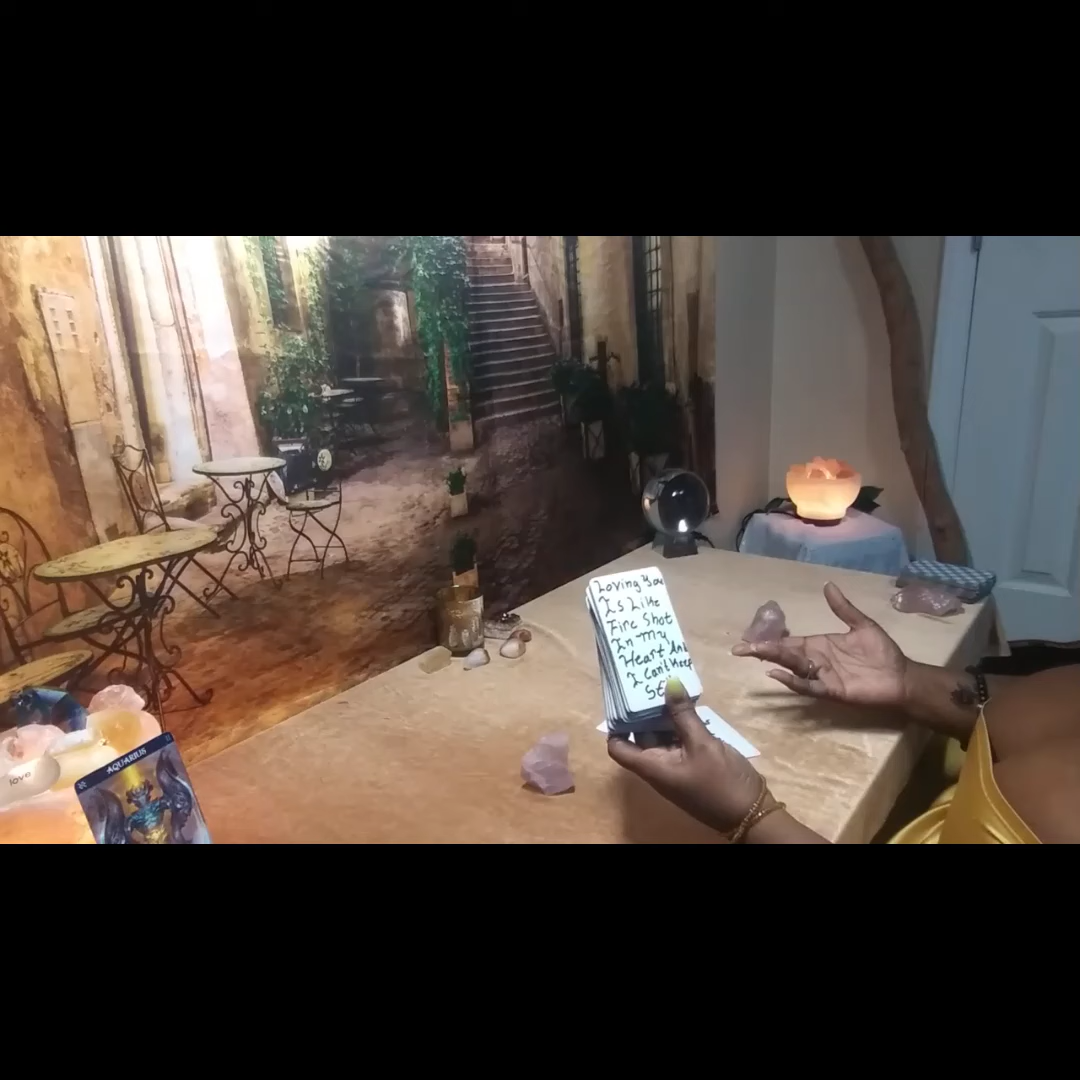 Loving You
Is Like
Fire Shot
In My
Heart And
I Can't Keep
love
AQUARIUS